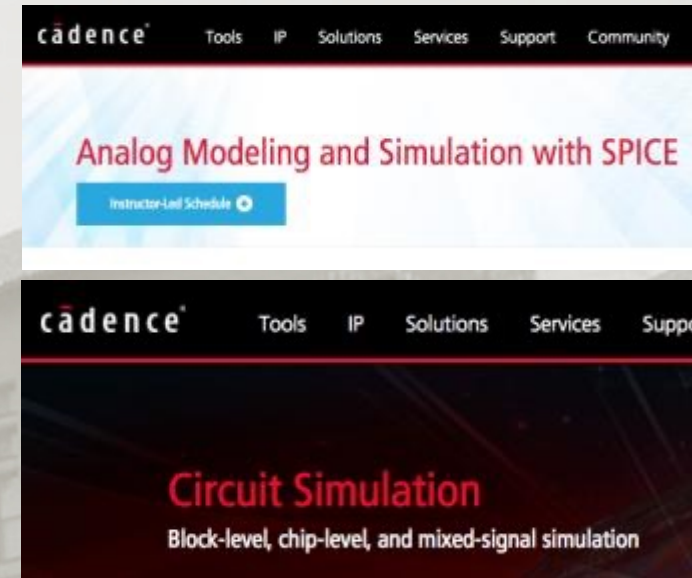 cādence® Tools IP Solutions Services Support Community
Analog Modeling and Simulation with SPICE
Instructor-Led Schedule
cādence® Tools IP Solutions Services Suppo
Circuit Simulation
Block-level, chip-level, and mixed-signal simulation